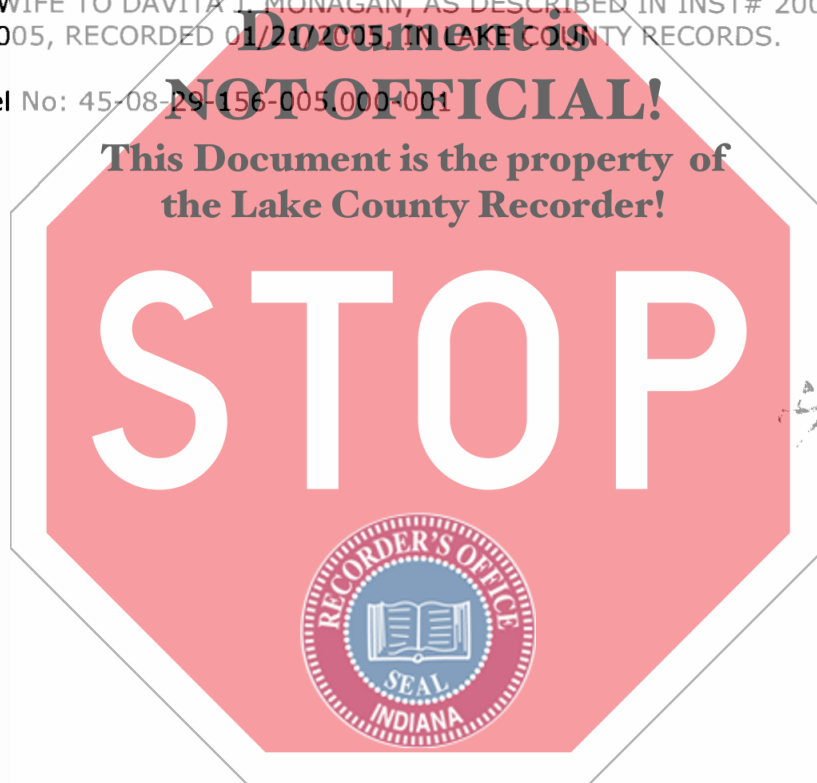 WIFE TO DAVITA J. MONAGAN, AS DESCRIBED IN INST# 200
005, RECORDED 01/21/2005, IN LAKE COUNTY RECORDS.
Document is
el No: 45-08-29-156-005.000-001
NOT OFFICIAL!
This Document is the property of
the Lake County Recorder!
STOP
RECORDER'S OFFICE
SEAL
INDIANA